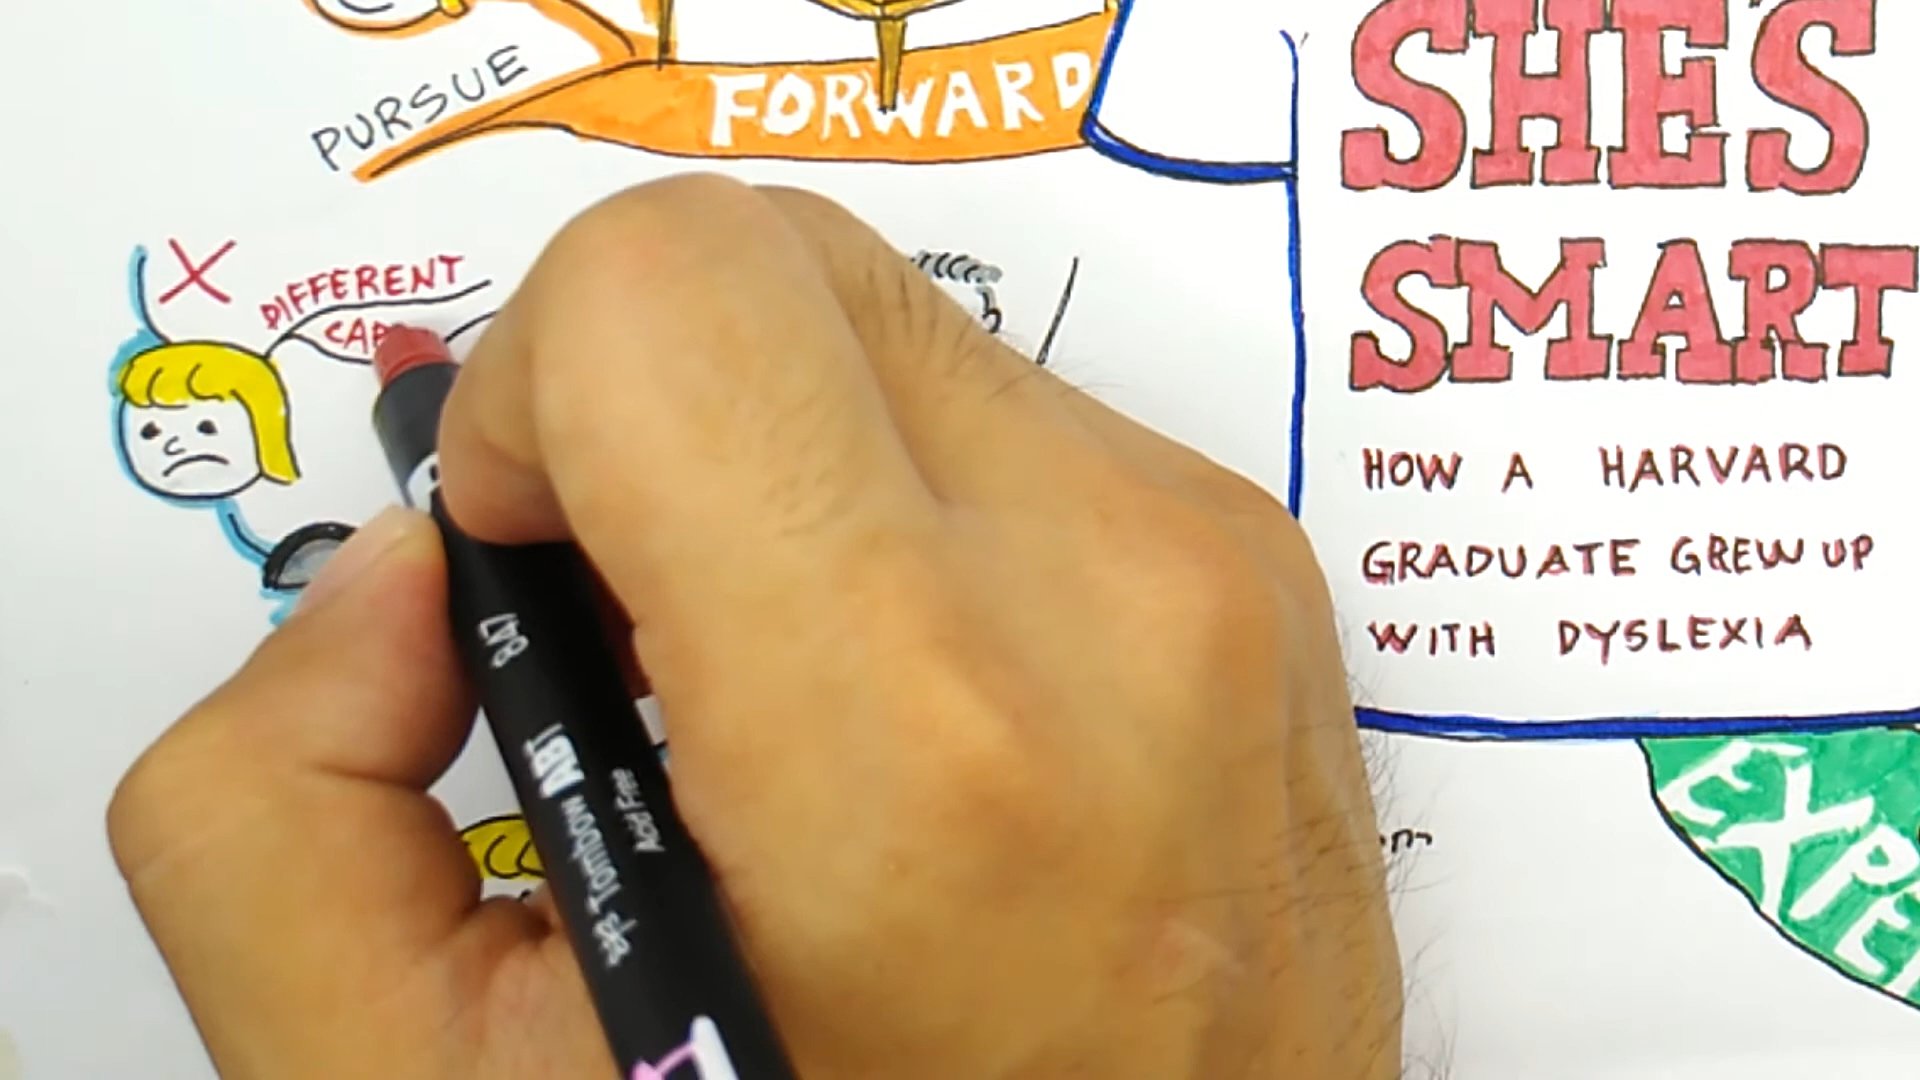 PURSUE
FORWARD
SHE'S
SMART
HOW A HARVARD
GRADUATE GREW UP
WITH DYSLEXIA
X
DIFFERENT
b
847
Tombow ABT
Acid Free